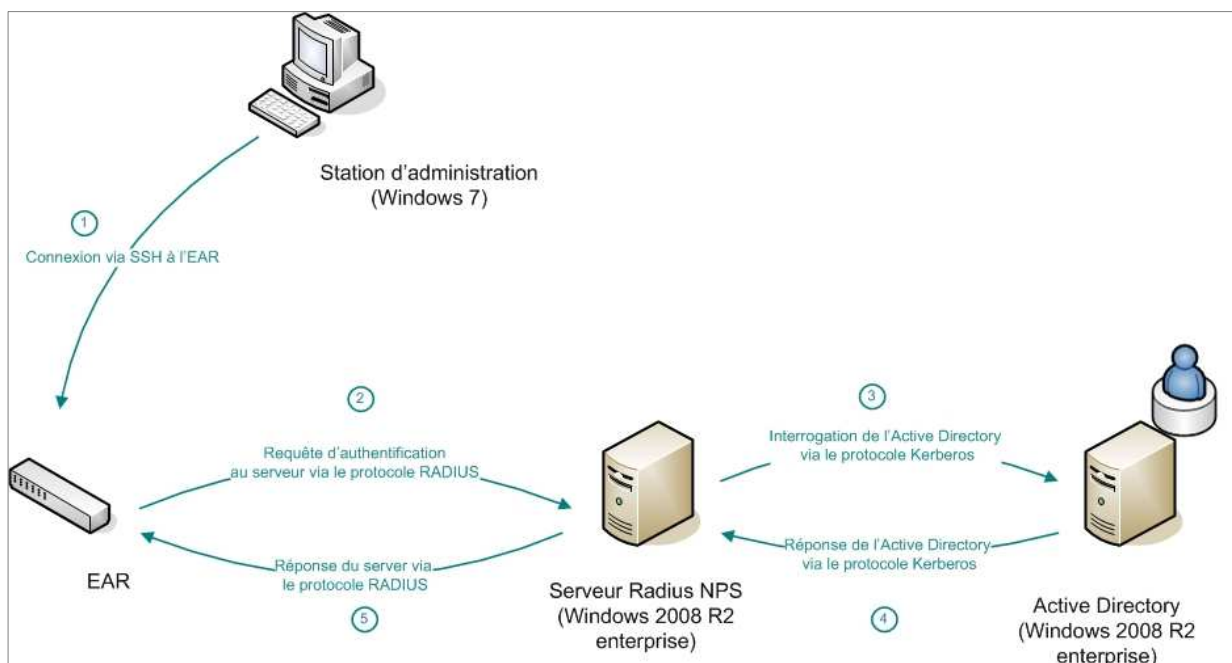 Station d'administration
(Windows 7)
1
Connexion via SSH à l'EAR
2
Requête d'authentification
au serveur via le protocole RADIUS
3
Interrogation de l'Active Directory
via le protocole Kerberos
EAR
Réponse du server via
le protocole RADIUS
5
Serveur Radius NPS
(Windows 2008 R2
enterprise)
Réponse de l'Active Directory
via le protocole Kerberos
4
Active Directory
(Windows 2008 R2
enterprise)